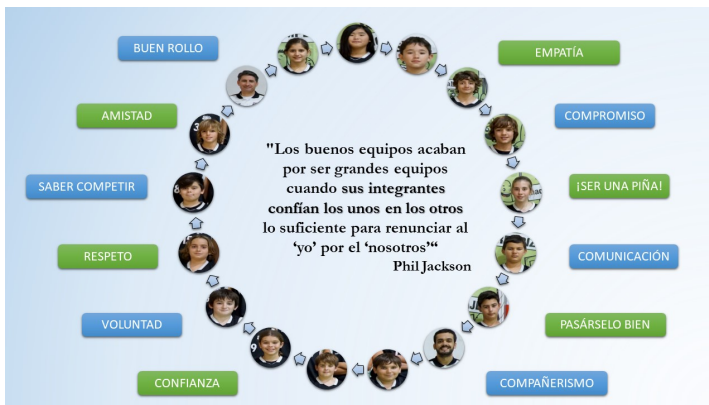 BUEN ROLLO
EMPATÍA
AMISTAD
COMPROMISO
"Los buenos equipos acaban
por ser grandes equipos
cuando sus integrantes
confían los unos en los otros
lo suficiente para renunciar al
‘yo’ por el ‘nosotros’“
Phil Jackson
SABER COMPETIR
¡SER UNA PIÑA!
RESPETO
COMUNICACIÓN
VOLUNTAD
PASÁRSELO BIEN
CONFIANZA
COMPAÑERISMO